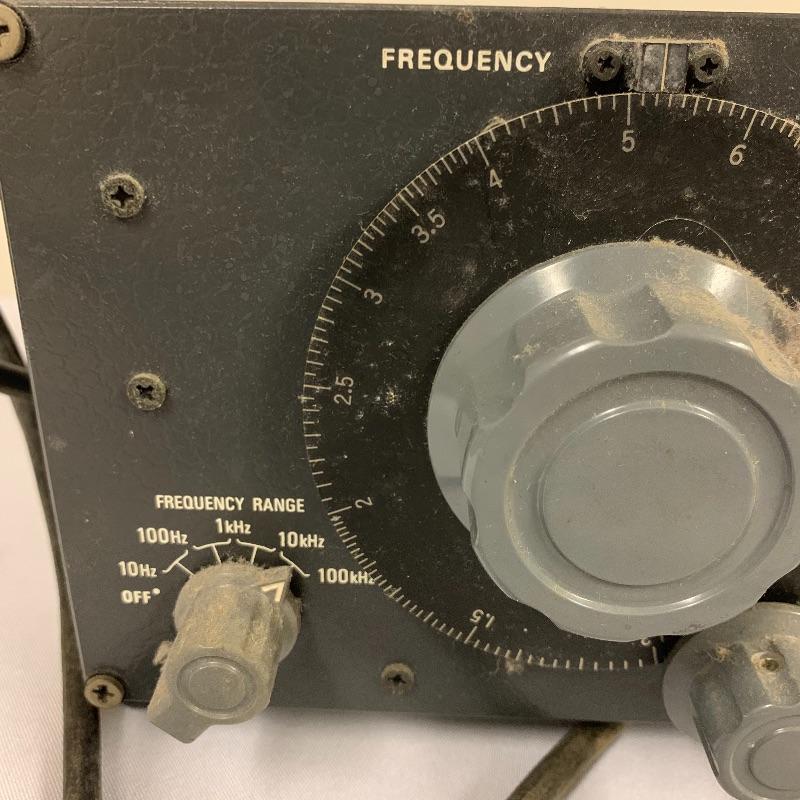 FREQUENCY
5
6
4
3.5
3
2.5
2
1.5
FREQUENCY RANGE
1kHz
100Hz
10kHz
10Hz
100kHz
OFF